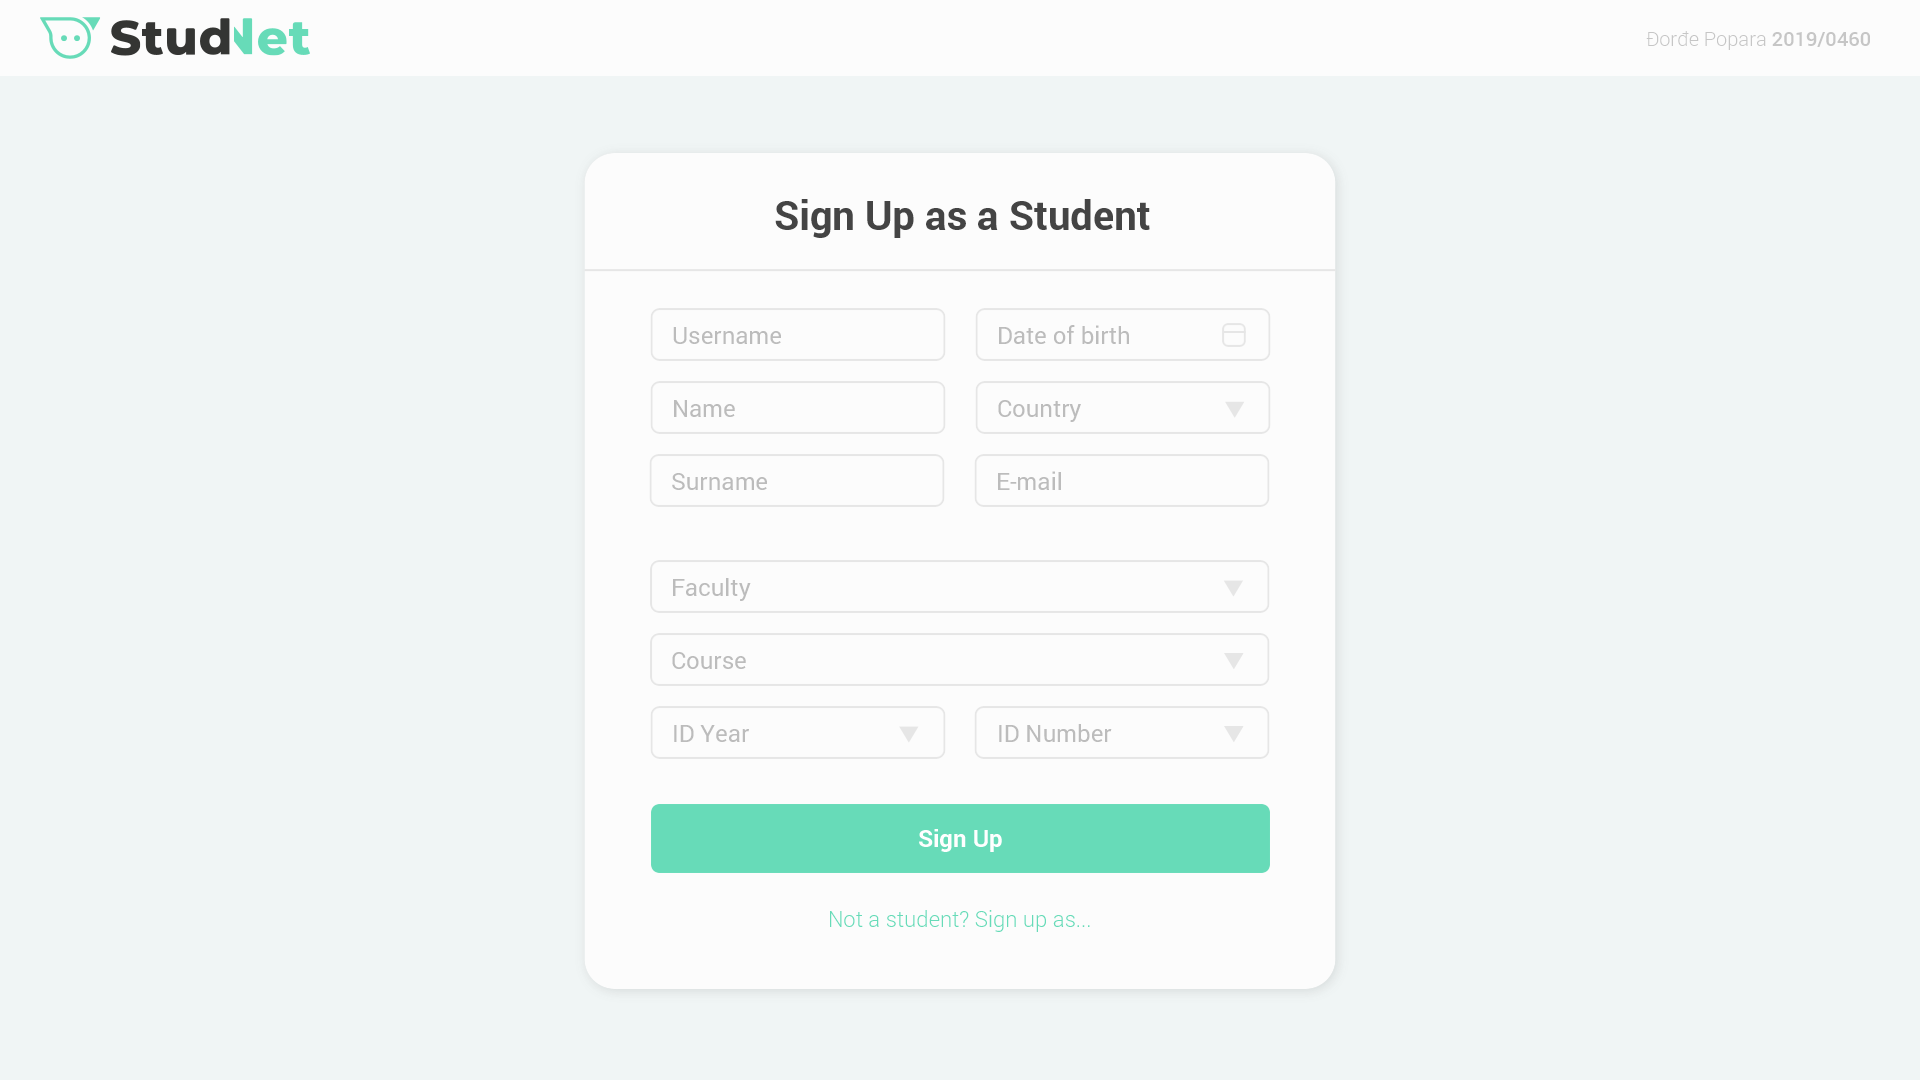 StudNet
Đorđe Popara 2019/0460
Sign Up as a Student
Username
Date of birth
Name
Country
Surname
E-mail
Faculty
Course
ID Year
ID Number
Sign Up
Not a student? Sign up as...